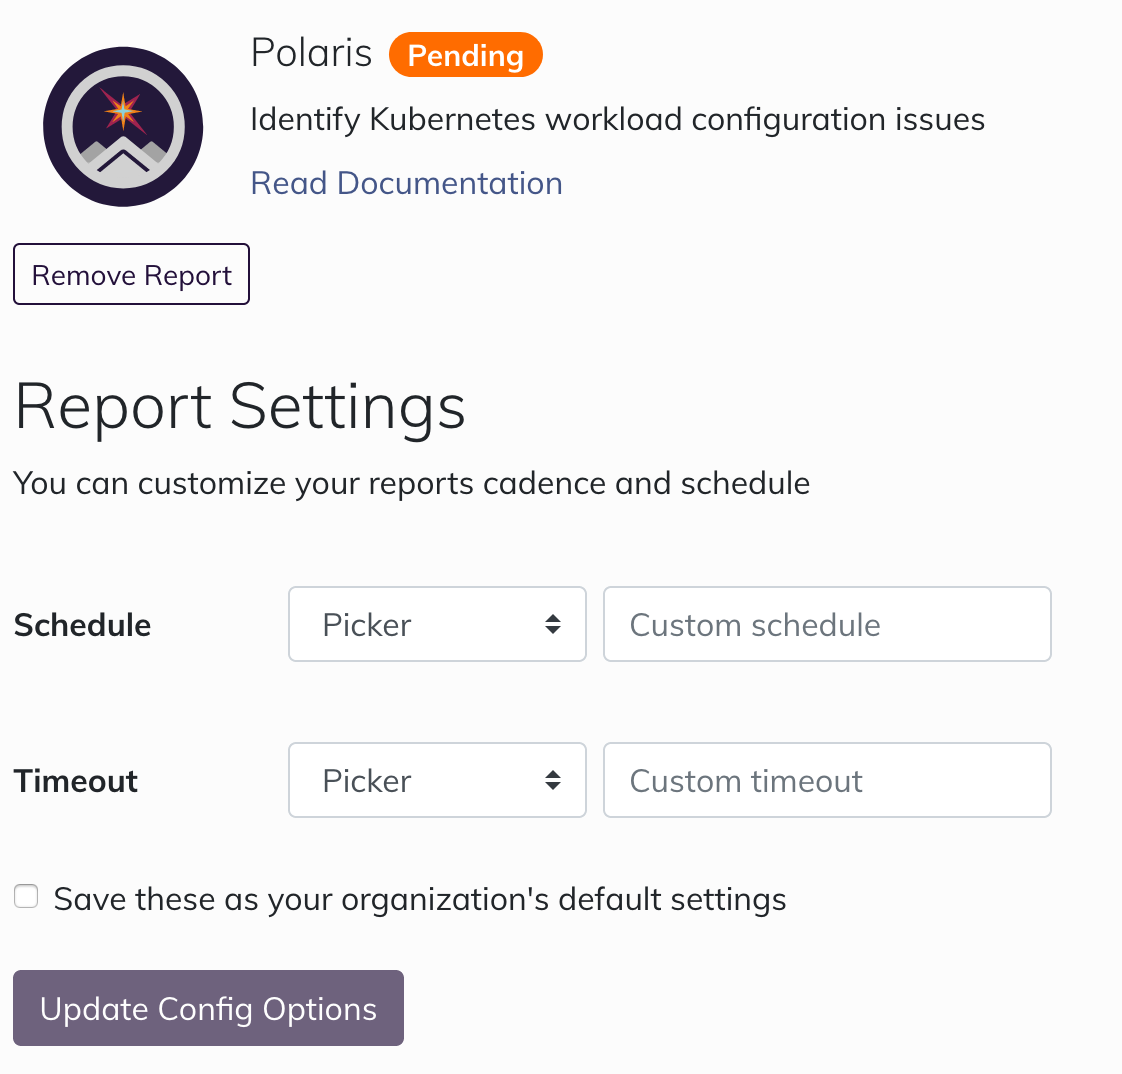 Polaris Pending
Identify Kubernetes workload configuration issues
Read Documentation
Remove Report
Report Settings
You can customize your reports cadence and schedule
Schedule Picker Custom schedule
Timeout Picker Custom timeout
Save these as your organization's default settings
Update Config Options